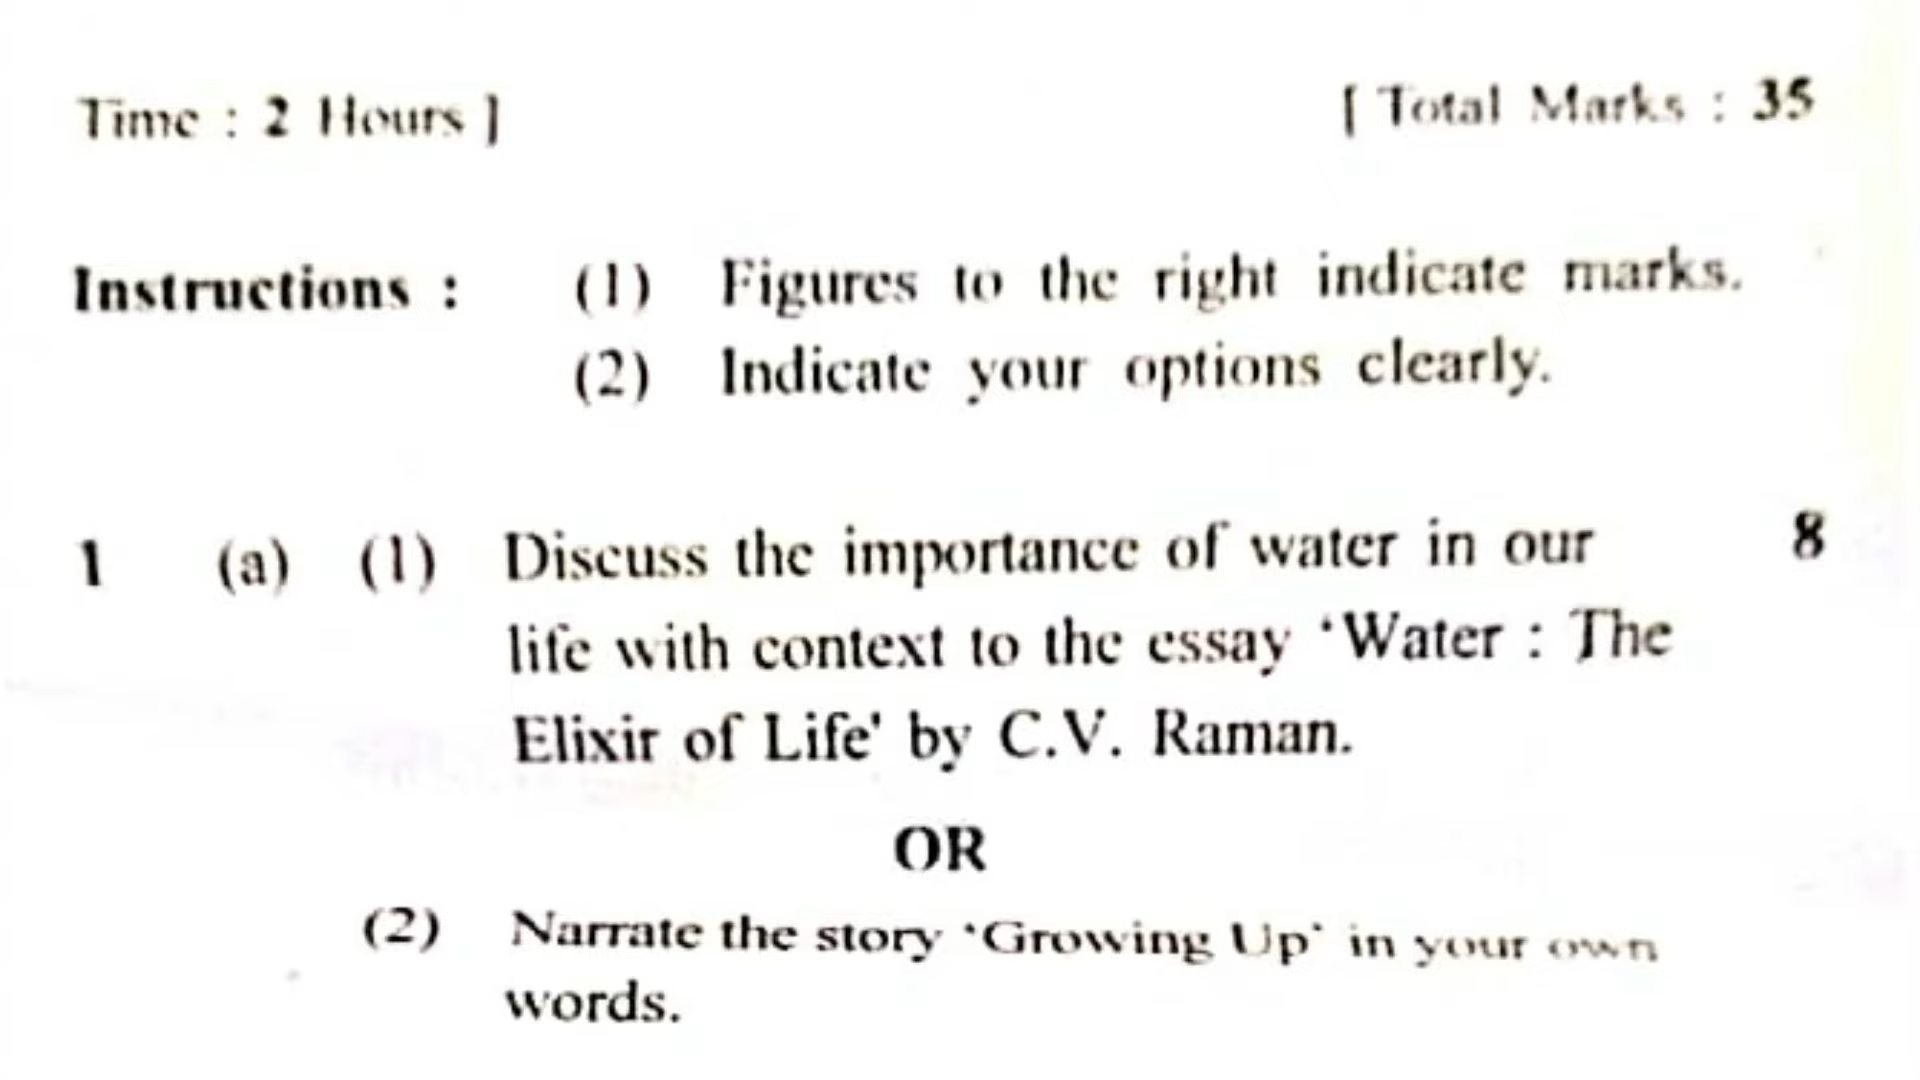 Time : 2 Hours ]
[ Total Marks : 35
Instructions : (1) Figures to the right indicate marks.
(2) Indicate your options clearly.
1 (a) (1) Discuss the importance of water in our 8
life with context to the essay ‘Water : The
Elixir of Life' by C.V. Raman.
OR
(2) Narrate the story ‘Growing Up’ in your own
words.